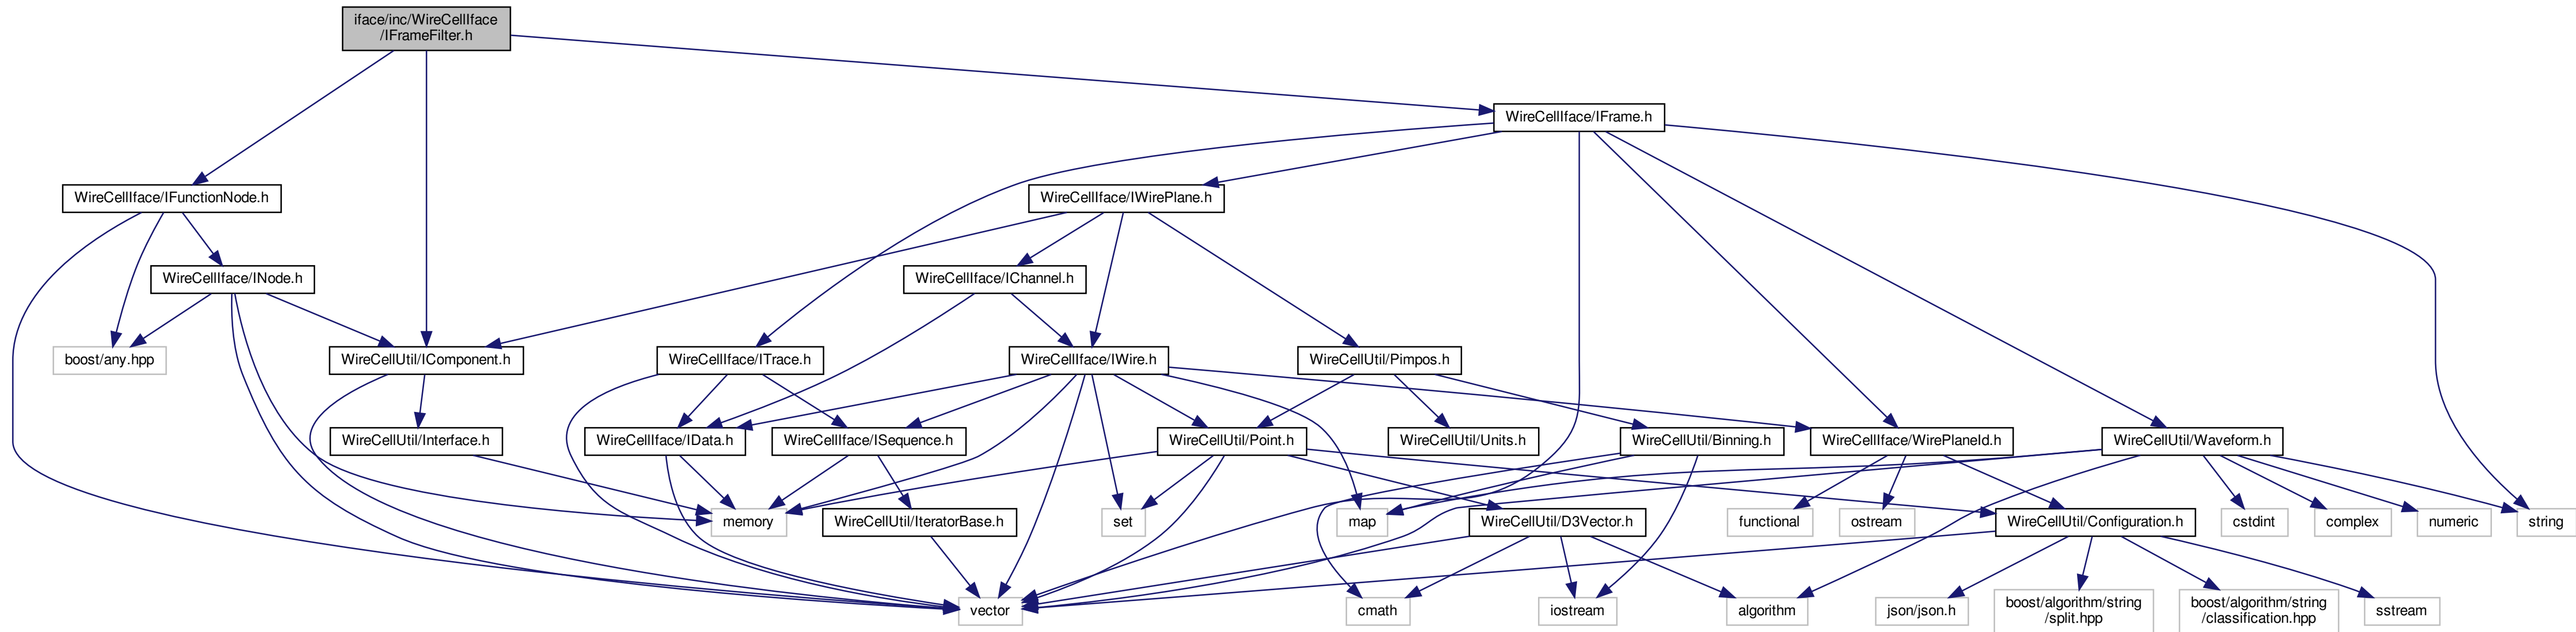 iface/inc/WireCellIface
/IFrameFilter.h
WireCellIface/IFrame.h
WireCellIface/IFunctionNode.h
WireCellIface/IWirePlane.h
WireCellIface/INode.h
WireCellIface/IChannel.h
boost/any.hpp
WireCellUtil/IComponent.h
WireCellIface/ITrace.h
WireCellIface/IWire.h
WireCellUtil/Pimpos.h
WireCellUtil/Interface.h
WireCellIface/IData.h
WireCellIface/ISequence.h
WireCellUtil/Point.h
WireCellUtil/Units.h
WireCellUtil/Binning.h
WireCellIface/WirePlaneId.h
WireCellUtil/Waveform.h
memory
WireCellUtil/IteratorBase.h
set
map
WireCellUtil/D3Vector.h
functional
ostream
WireCellUtil/Configuration.h
cstdint
complex
numeric
string
vector
cmath
iostream
algorithm
json/json.h
boost/algorithm/string
/split.hpp
boost/algorithm/string
/classification.hpp
sstream